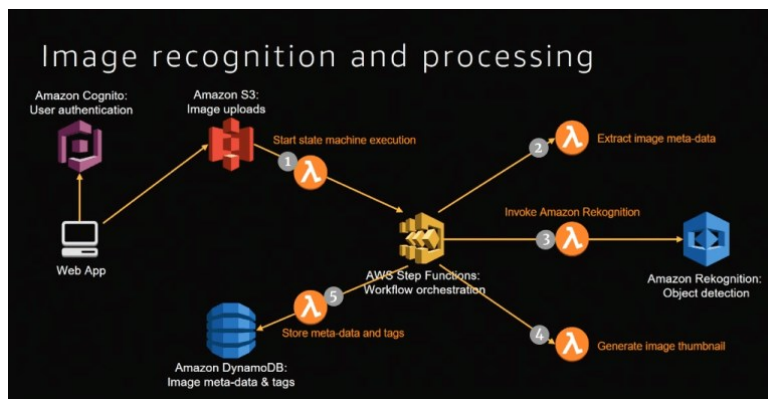 Image recognition and processing
Amazon Cognito:
User authentication
Amazon S3:
Image uploads
Start state machine execution
1
λ
2
λ
Extract image meta-data
Web App
AWS Step Functions:
Workflow orchestration
Invoke Amazon Rekognition
3
λ
Amazon Rekognition:
Object detection
5
λ
Store meta-data and tags
4
λ
Generate image thumbnail
Amazon DynamoDB:
Image meta-data & tags